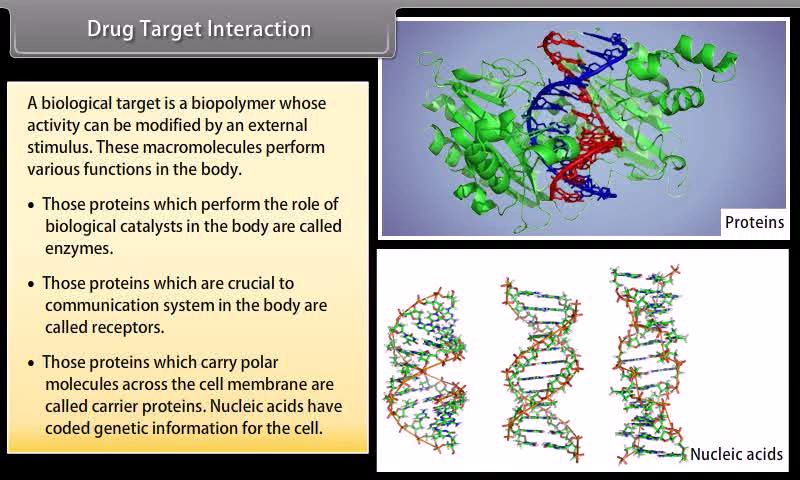 Drug Target Interaction
A biological target is a biopolymer whose
activity can be modified by an external
stimulus. These macromolecules perform
various functions in the body.
• Those proteins which perform the role of
biological catalysts in the body are called
enzymes.
• Those proteins which are crucial to
communication system in the body are
called receptors.
• Those proteins which carry polar
molecules across the cell membrane are
called carrier proteins. Nucleic acids have
coded genetic information for the cell.
Proteins
Nucleic acids